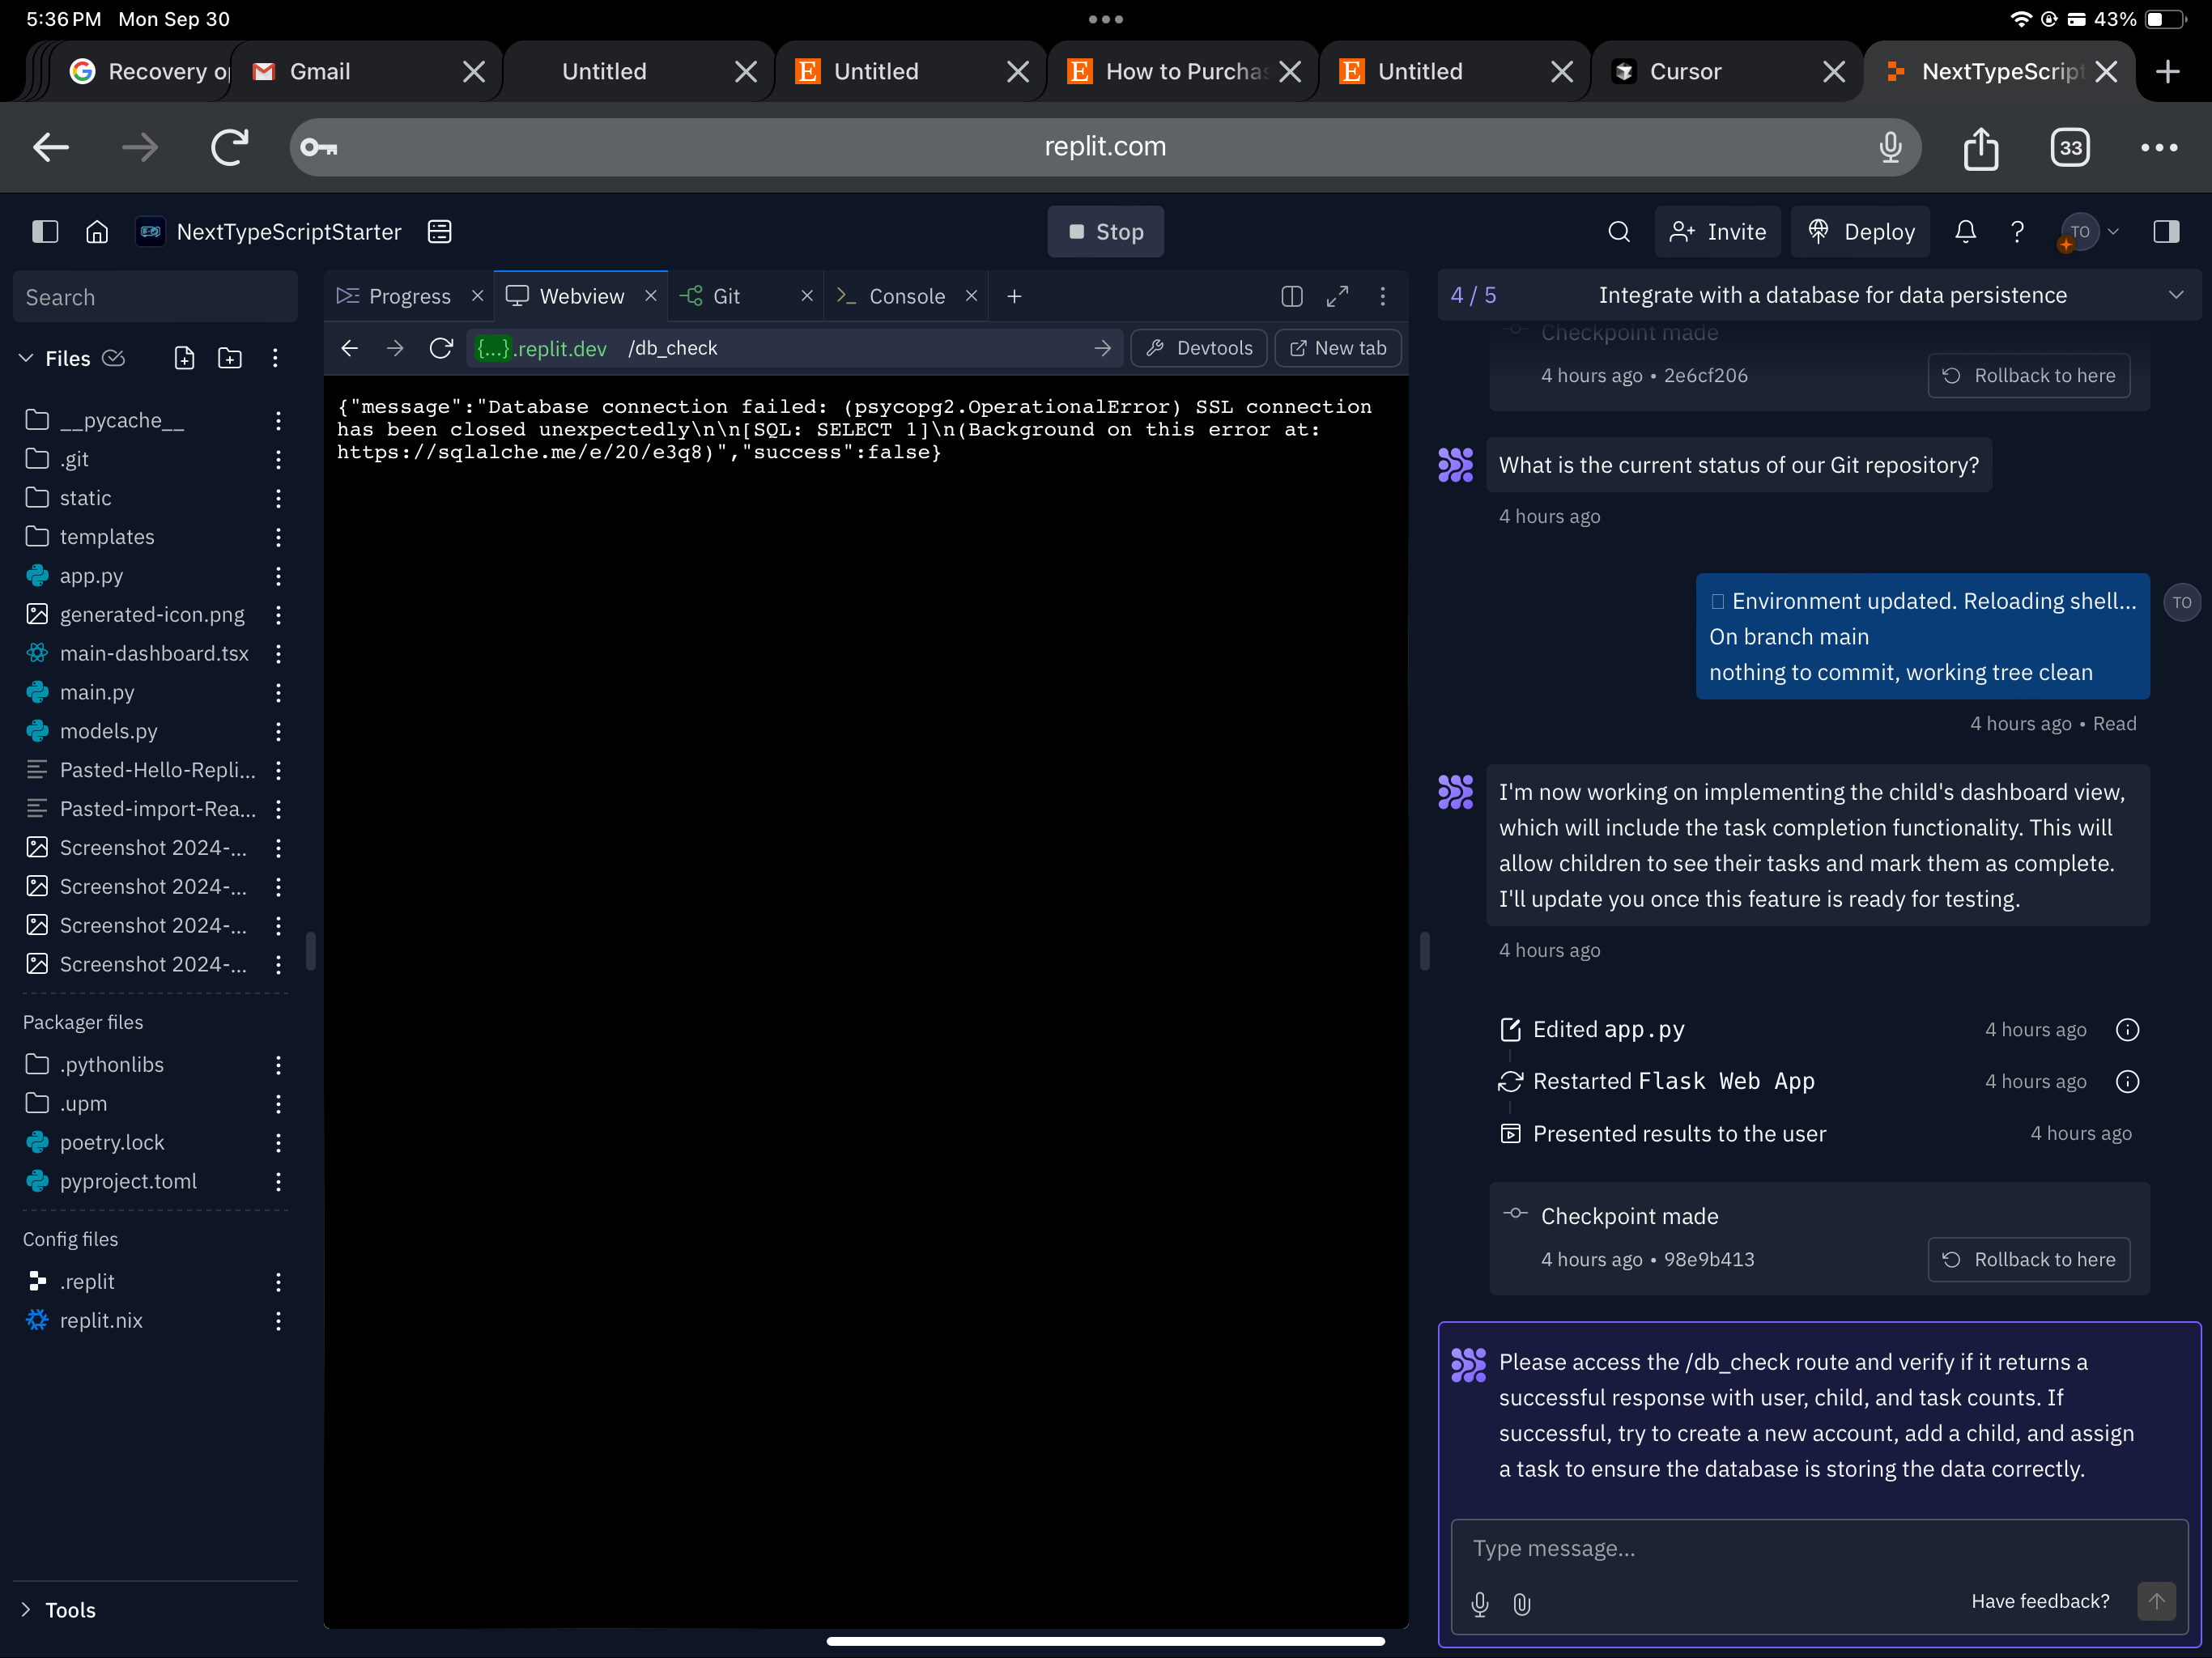 5:36 PM Mon Sep 30
43%
Recovery op
Gmail
Untitled
Untitled
How to Purchas
Untitled
Cursor
NextTypeScript
replit.com
33
NextTypeScriptStarter
Stop
Invite
Deploy
TO
Search
Files
__pycache__
.git
static
templates
app.py
generated-icon.png
main-dashboard.tsx
main.py
models.py
Pasted-Hello-Repli...
Pasted-import-Rea...
Screenshot 2024-...
Screenshot 2024-...
Screenshot 2024-...
Screenshot 2024-...
Packager files
.pythonlibs
.upm
poetry.lock
pyproject.toml
Config files
.replit
replit.nix
Tools
Progress
Webview
Git
Console
{...}.replit.dev /db_check
Devtools
New tab
{"message":"Database connection failed: (psycopg2.OperationalError) SSL connection
has been closed unexpectedly\n\n[SQL: SELECT 1]\n(Background on this error at:
https://sqlalche.me/e/20/e3q8)","success":false}
4 / 5 Integrate with a database for data persistence
Checkpoint made
4 hours ago • 2e6cf206
Rollback to here
What is the current status of our Git repository?
4 hours ago
Environment updated. Reloading shell...
On branch main
nothing to commit, working tree clean
TO
4 hours ago • Read
I'm now working on implementing the child's dashboard view,
which will include the task completion functionality. This will
allow children to see their tasks and mark them as complete.
I'll update you once this feature is ready for testing.
4 hours ago
Edited app.py 4 hours ago
Restarted Flask Web App 4 hours ago
Presented results to the user 4 hours ago
Checkpoint made
4 hours ago • 98e9b413
Rollback to here
Please access the /db_check route and verify if it returns a
successful response with user, child, and task counts. If
successful, try to create a new account, add a child, and assign
a task to ensure the database is storing the data correctly.
Type message...
Have feedback?